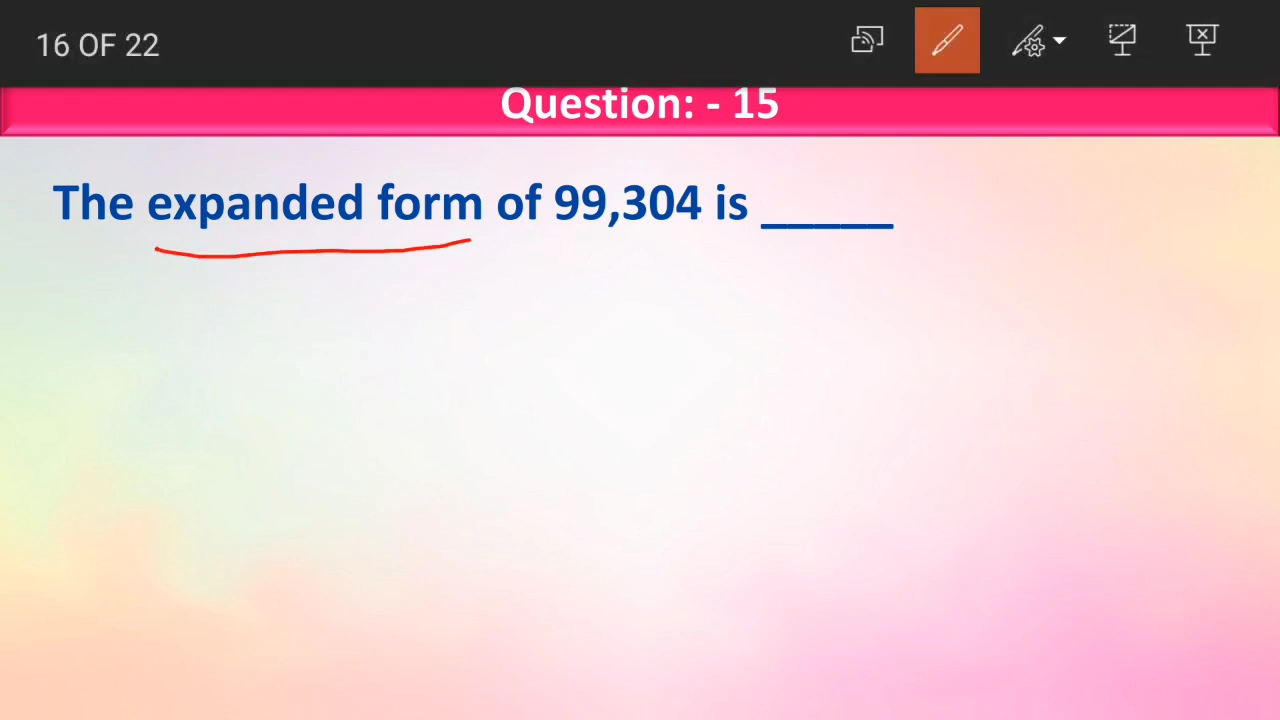 16 OF 22
Question: - 15
The expanded form of 99,304 is _____